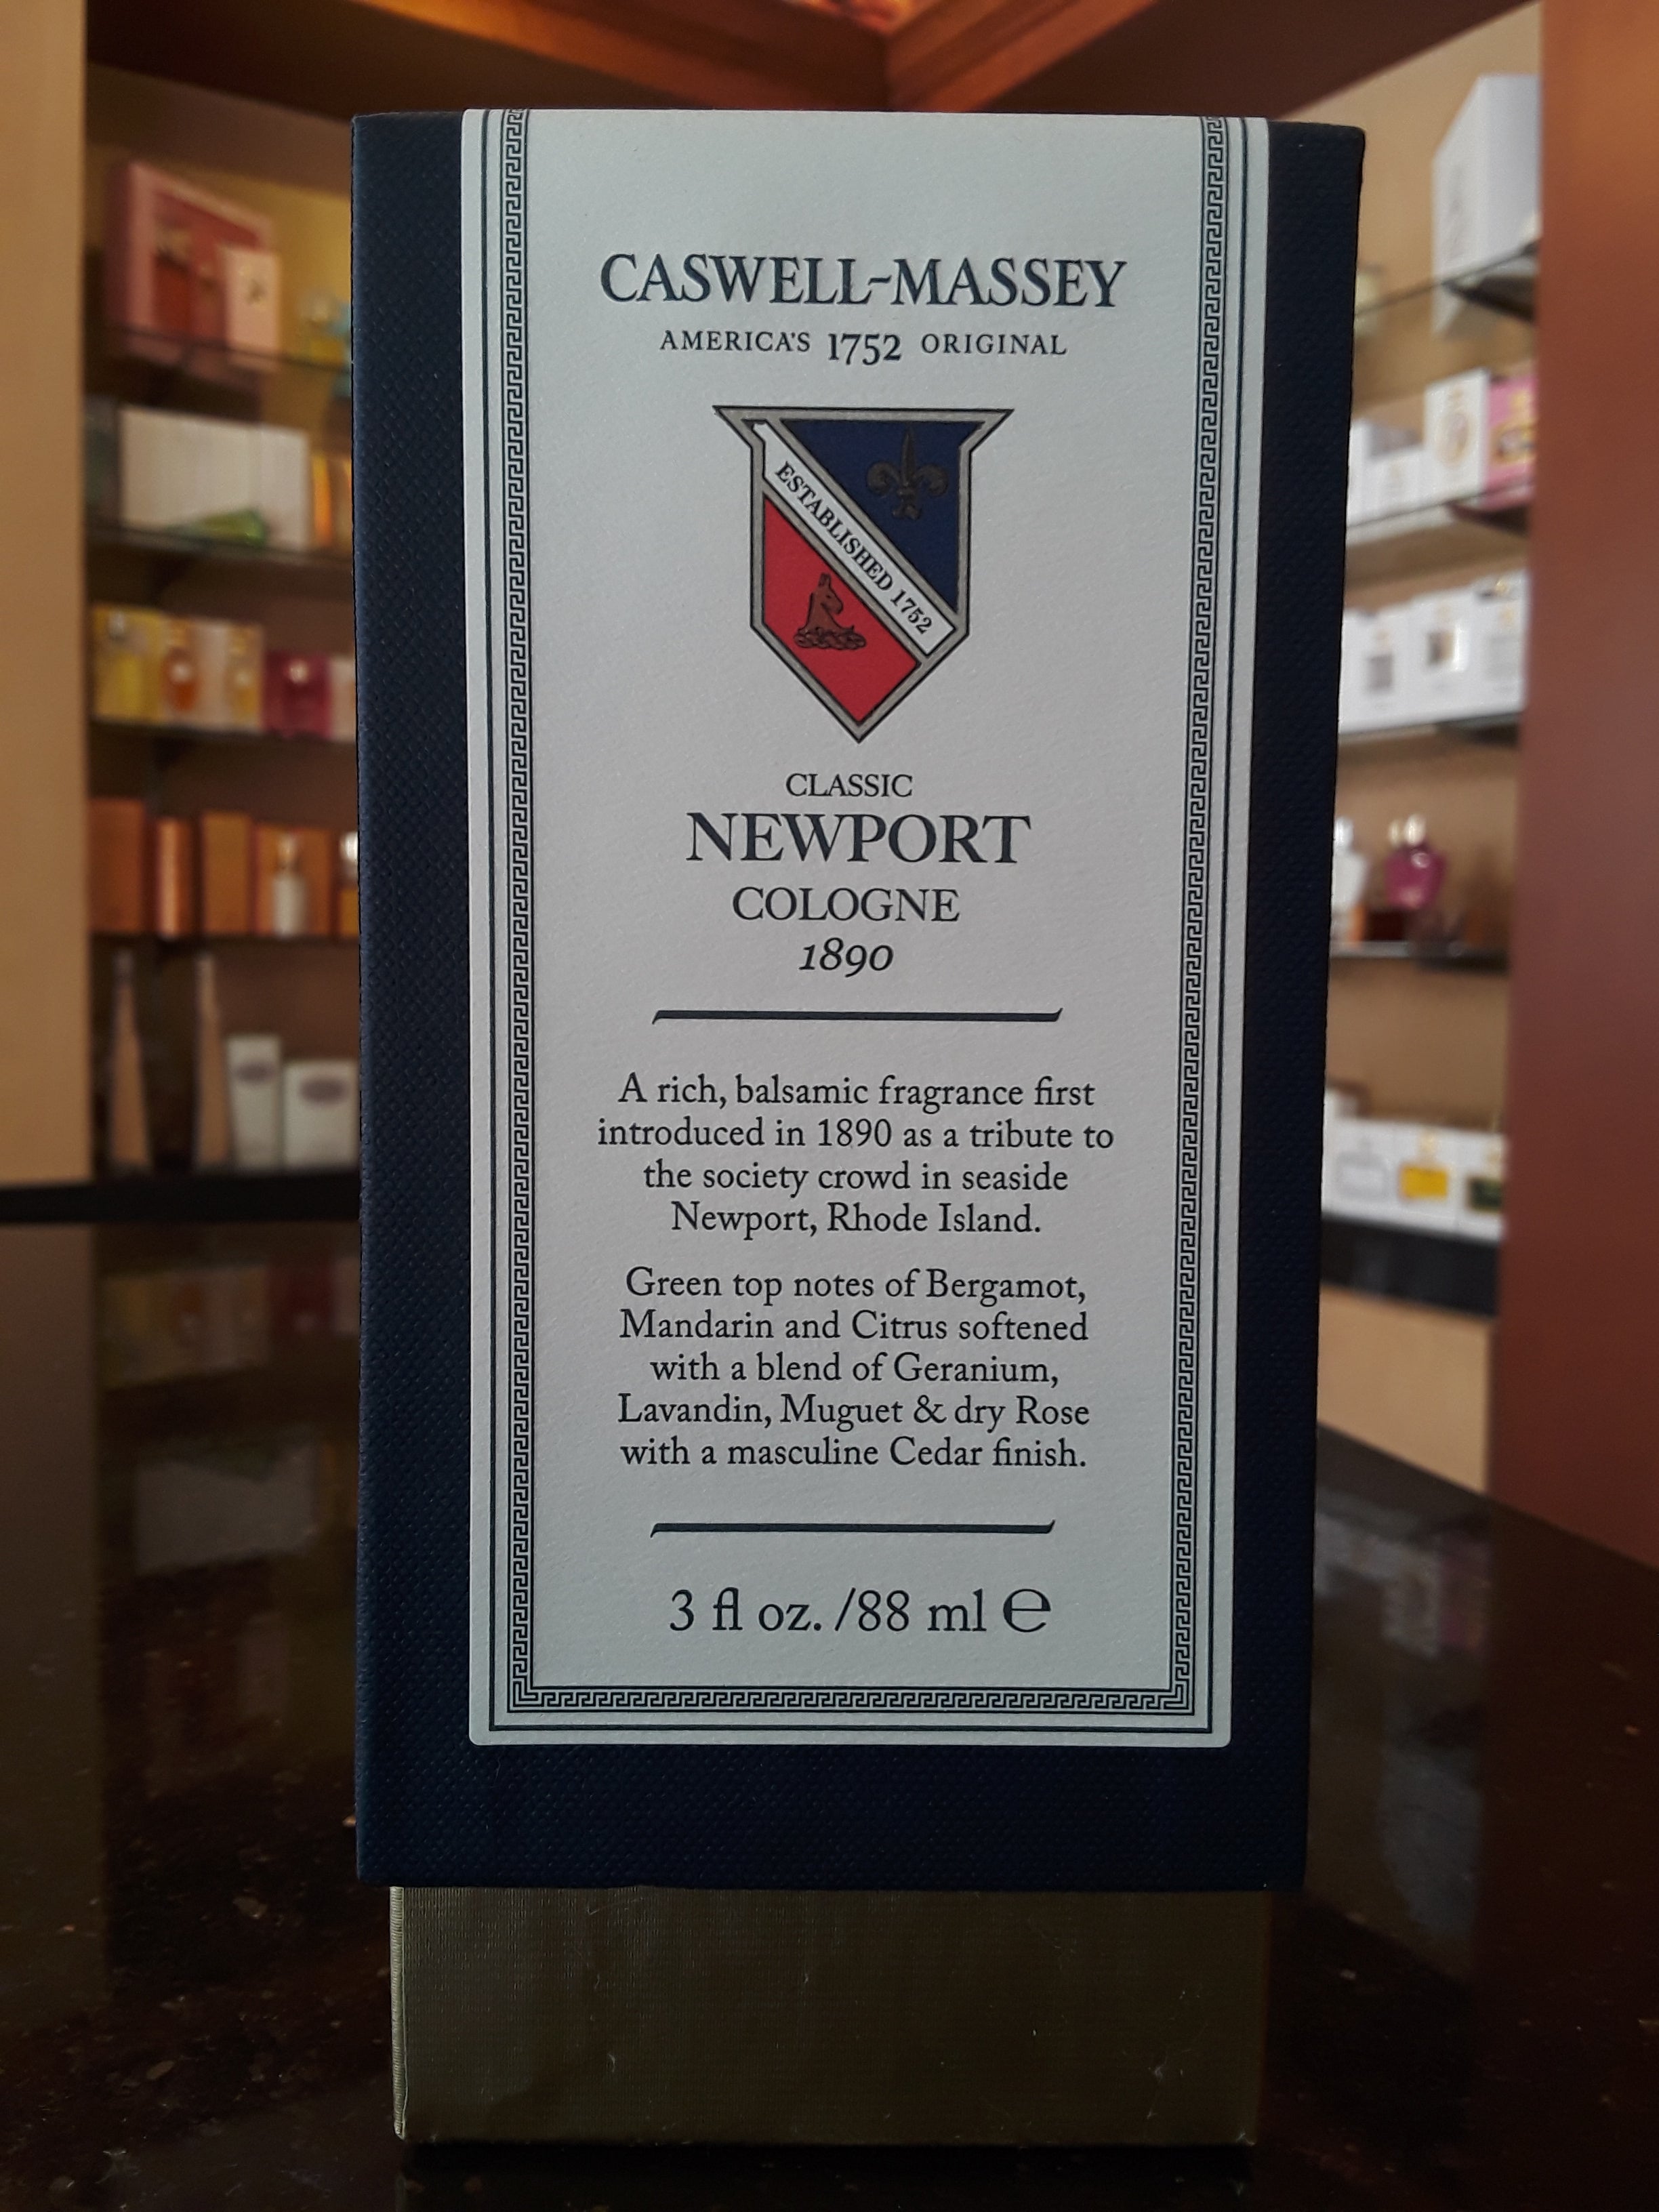 CASWELL-MASSEY
AMERICA'S 1752 ORIGINAL
ESTABLISHED 1752
CLASSIC
NEWPORT
COLOGNE
1890
A rich, balsamic fragrance first
introduced in 1890 as a tribute to
the society crowd in seaside
Newport, Rhode Island.
Green top notes of Bergamot,
Mandarin and Citrus softened
with a blend of Geranium,
Lavandin, Muguet & dry Rose
with a masculine Cedar finish.
3 fl oz. /88 ml ℮